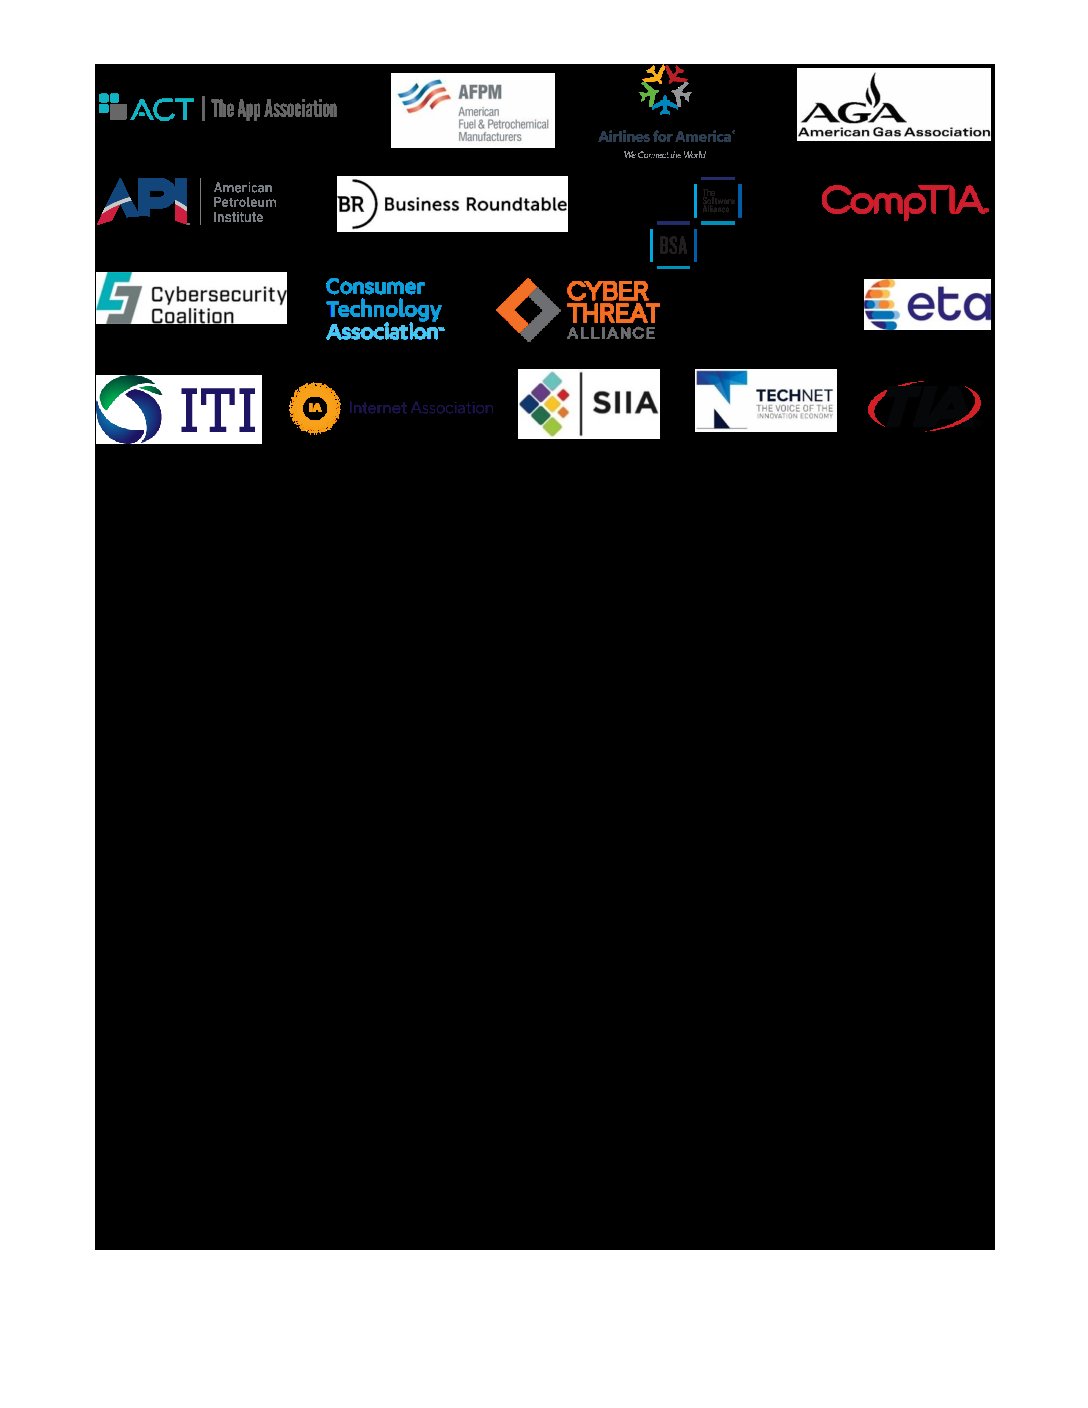 ACT | The App Association
AFPM
American
Fuel & Petrochemical
Manufacturers
Airlines for America®
We Connect the World
AGA
American Gas Association
API
American
Petroleum
Institute
BR Business Roundtable
The
Software
Alliance
BSA
CompTIA.
Cybersecurity
Coalition
Consumer
Technology
Association™
CYBER
THREAT
ALLIANCE
eta
ITI
IA Internet Association
SIIA
TECHNET
THE VOICE OF THE
INNOVATION ECONOMY
TIA